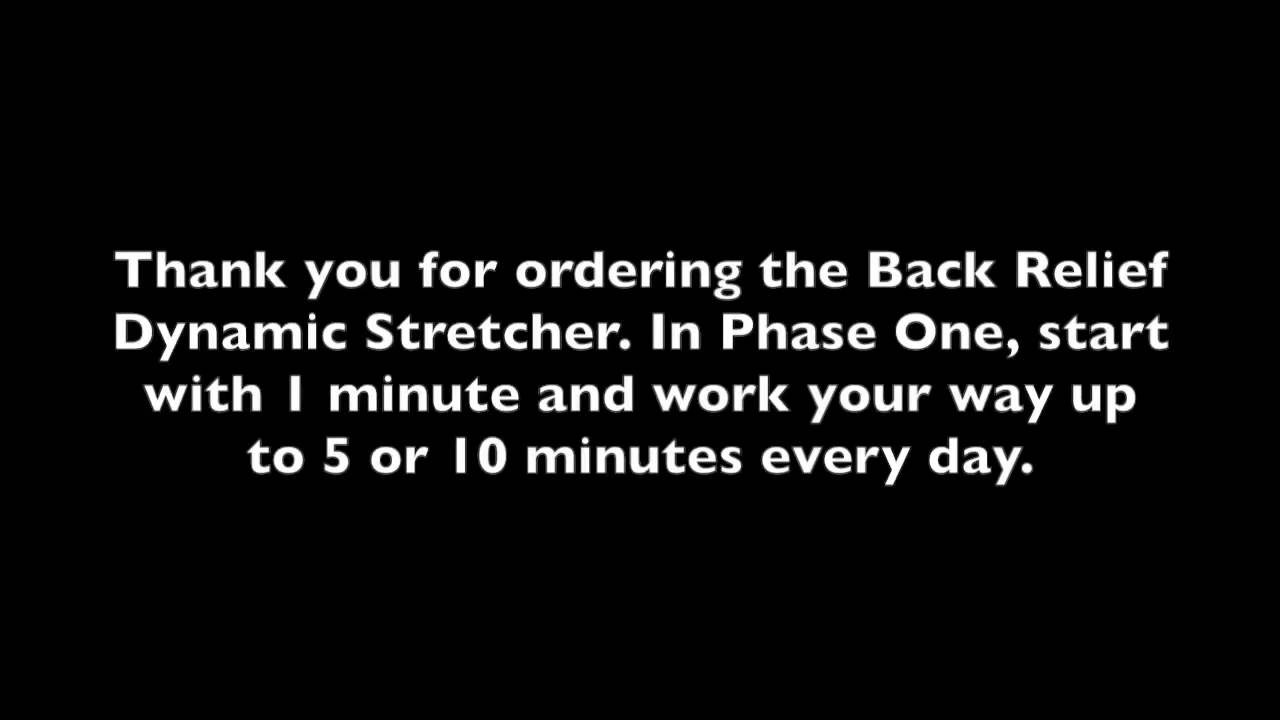 Thank you for ordering the Back Relief
Dynamic Stretcher. In Phase One, start
with 1 minute and work your way up
to 5 or 10 minutes every day.